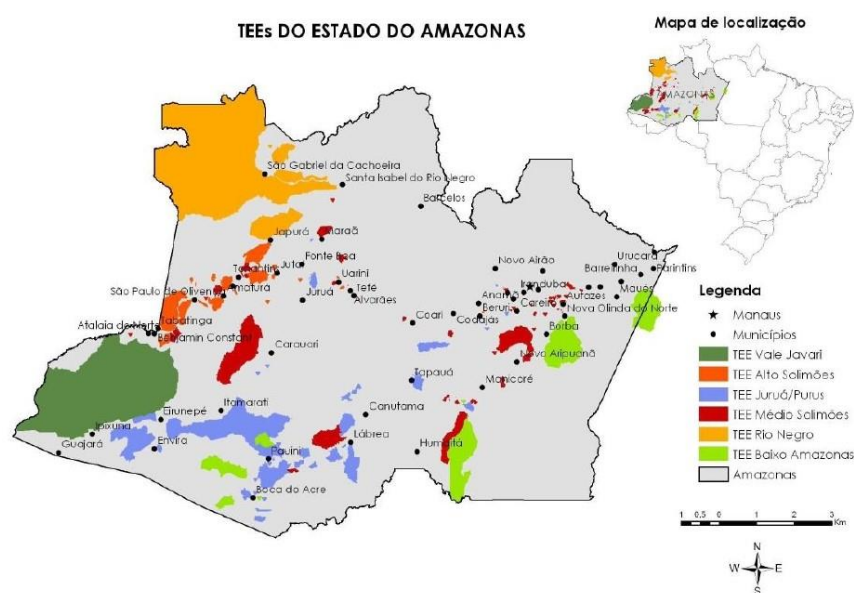 TEEs DO ESTADO DO AMAZONAS
Mapa de localização
AMAZONAS
São Gabriel da Cachoeira
Santa Isabel do Rio Negro
Barcelos
Japurá
Maraã
Fonte Boa
Jutaí
Tonantins
Uarini
Tefé
Alvarães
Juruá
São Paulo de Olivença
Amaturá
Tabatinga
Atalaia do Norte
Benjamin Constant
Carauari
Coari
Codajás
Anamã
Beruri
Novo Airão
Iranduba
Careiro
Autazes
Urucará
Barreirinha
Parintins
Maués
Nova Olinda do Norte
Borba
Novo Aripuanã
Manicoré
Tapauá
Canutama
Itamarati
Eirunepé
Ipixuna
Guajará
Envira
Pauini
Lábrea
Humaitá
Boca do Acre
Legenda
Manaus
Municípios
TEE Vale Javari
TEE Alto Solimões
TEE Juruá/Purus
TEE Médio Solimões
TEE Rio Negro
TEE Baixo Amazonas
Amazonas
1 0,5 0 1 2 3
Km
N
W E
S